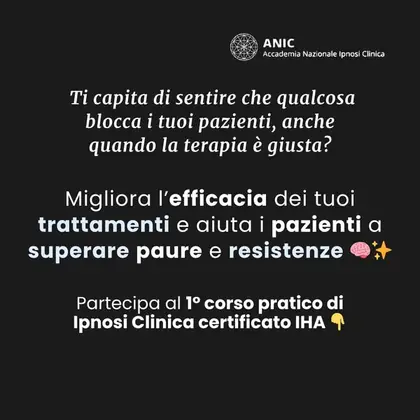 ANIC
Accademia Nazionale Ipnosi Clinica
Ti capita di sentire che qualcosa
blocca i tuoi pazienti, anche
quando la terapia è giusta?
Migliora l’efficacia dei tuoi
trattamenti e aiuta i pazienti a
superare paure e resistenze 🧠✨
Partecipa al 1° corso pratico di
Ipnosi Clinica certificato IHA 👇